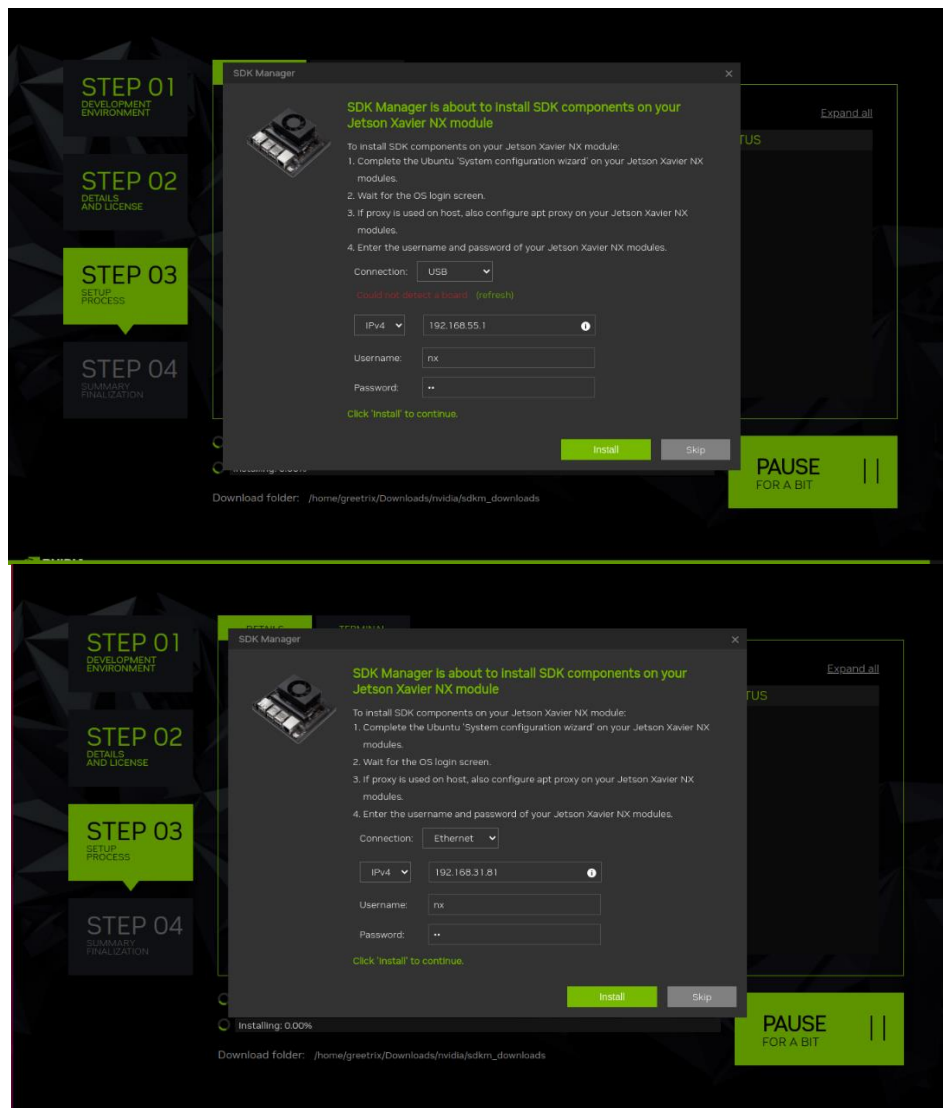 SDK Manager
STEP 01
DEVELOPMENT
ENVIRONMENT
STEP 02
DETAILS
AND LICENSE
STEP 03
SETUP
PROCESS
STEP 04
SUMMARY
FINALIZATION
Expand all
TUS
SDK Manager is about to install SDK components on your
Jetson Xavier NX module
To install SDK components on your Jetson Xavier NX module:
1. Complete the Ubuntu 'System configuration wizard' on your Jetson Xavier NX
modules.
2. Wait for the OS login screen.
3. If proxy is used on host, also configure apt proxy on your Jetson Xavier NX
modules.
4. Enter the username and password of your Jetson Xavier NX modules.
Connection: USB
Could not detect a board (refresh)
IPv4 192.168.55.1
Username: nx
Password: ••
Click 'Install' to continue.
Install Skip
Installing: 0.00%
PAUSE
FOR A BIT
Download folder: /home/greetrix/Downloads/nvidia/sdkm_downloads
DETAILS TERMINAL
SDK Manager
STEP 01
DEVELOPMENT
ENVIRONMENT
STEP 02
DETAILS
AND LICENSE
STEP 03
SETUP
PROCESS
STEP 04
SUMMARY
FINALIZATION
Expand all
TUS
SDK Manager is about to install SDK components on your
Jetson Xavier NX module
To install SDK components on your Jetson Xavier NX module:
1. Complete the Ubuntu 'System configuration wizard' on your Jetson Xavier NX
modules.
2. Wait for the OS login screen.
3. If proxy is used on host, also configure apt proxy on your Jetson Xavier NX
modules.
4. Enter the username and password of your Jetson Xavier NX modules.
Connection: Ethernet
IPv4 192.168.31.81
Username: nx
Password: ••
Click 'Install' to continue.
Install Skip
Installing: 0.00%
PAUSE
FOR A BIT
Download folder: /home/greetrix/Downloads/nvidia/sdkm_downloads